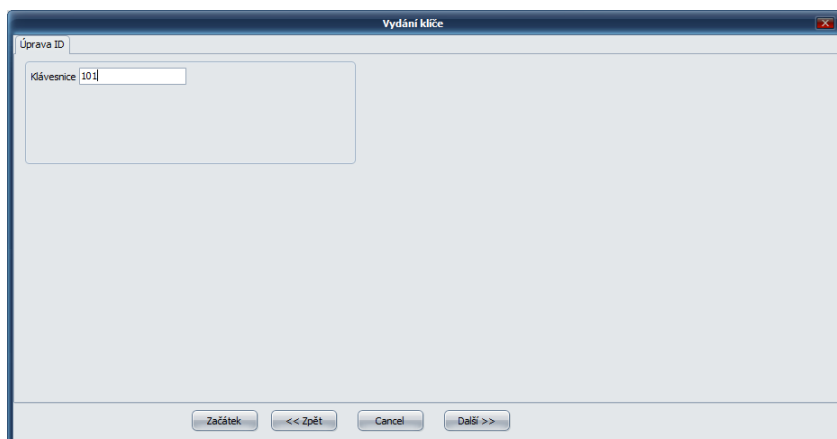 Vydání klíče
Úprava ID
Klávesnice 101
Začátek << Zpět Cancel Další >>